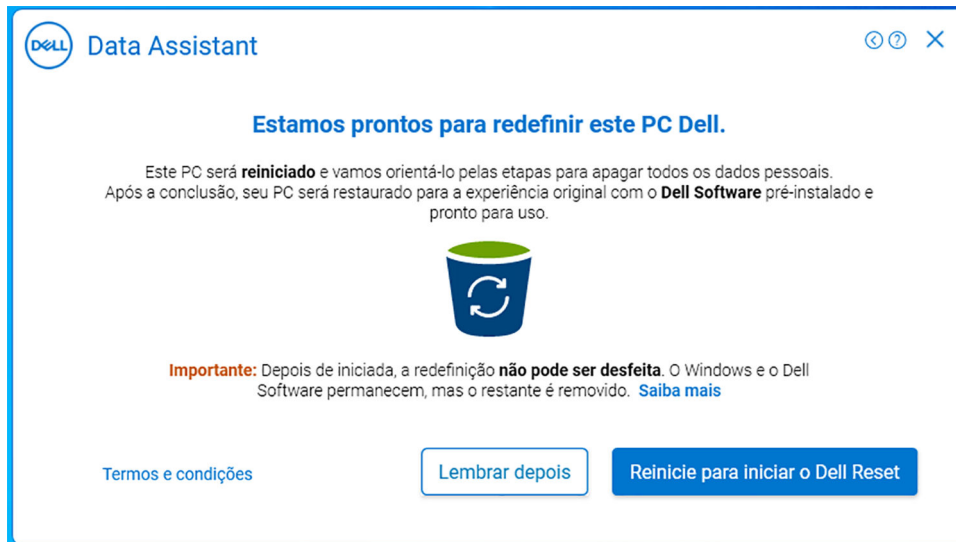 DELL
Data Assistant
Estamos prontos para redefinir este PC Dell.
Este PC será reiniciado e vamos orientá-lo pelas etapas para apagar todos os dados pessoais.
Após a conclusão, seu PC será restaurado para a experiência original com o Dell Software pré-instalado e
pronto para uso.
Importante: Depois de iniciada, a redefinição não pode ser desfeita. O Windows e o Dell
Software permanecem, mas o restante é removido. Saiba mais
Termos e condições
Lembrar depois
Reinicie para iniciar o Dell Reset